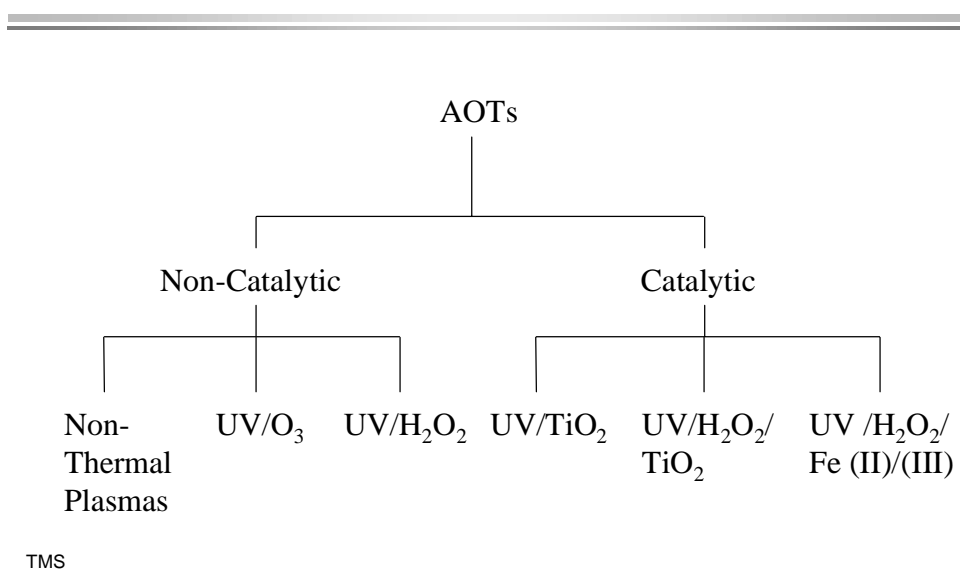 AOTs
Non-Catalytic
Catalytic
Non-
Thermal
Plasmas
UV/O₃
UV/H₂O₂
UV/TiO₂
UV/H₂O₂/
TiO₂
UV /H₂O₂/
Fe (II)/(III)
TMS